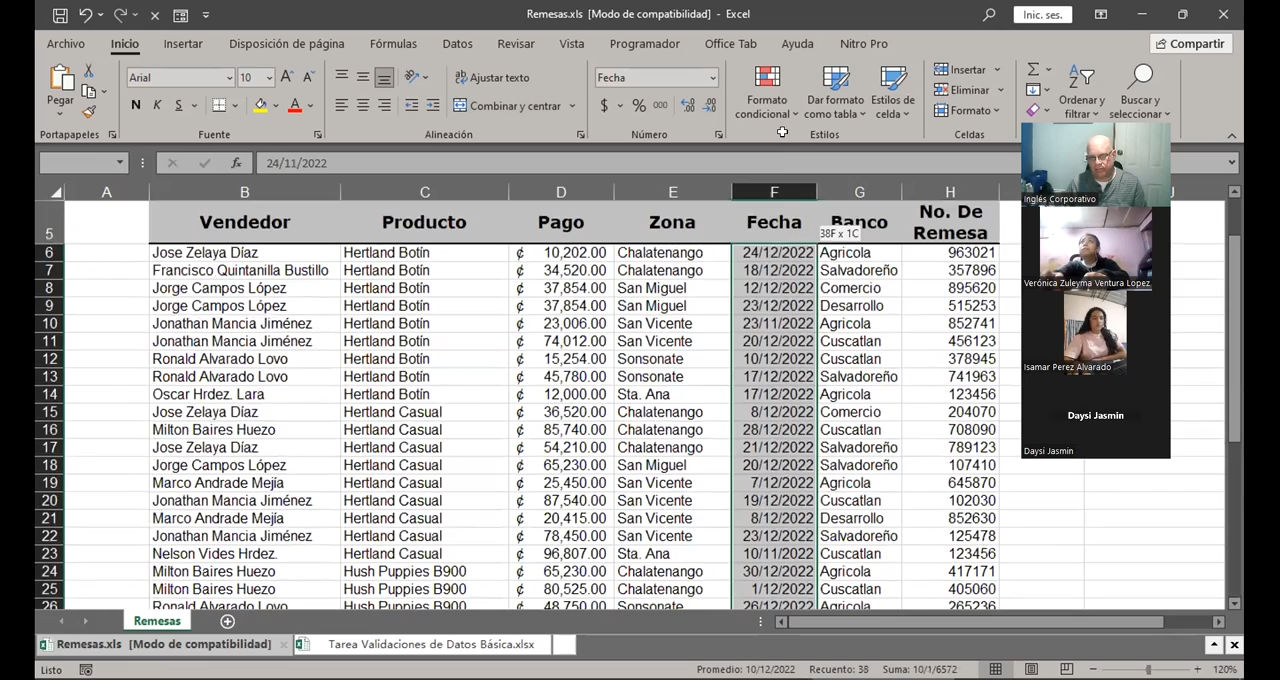 Remesas.xls [Modo de compatibilidad] - Excel
Inic. ses.
Archivo Inicio Insertar Disposición de página Fórmulas Datos Revisar Vista Programador Office Tab Ayuda Nitro Pro Compartir
Pegar
Arial 10
N K S
Ajustar texto
Combinar y centrar
Fecha
$ % 000
Formato condicional
Dar formato como tabla
Estilos de celda
Insertar
Eliminar
Formato
Ordenar y filtrar
Buscar y seleccionar
Portapapeles Fuente Alineación Número Estilos Celdas
fx 24/11/2022
A B C D E F G H J
5 Vendedor Producto Pago Zona Fecha Banco No. De Remesa
38F x 1C
6 Jose Zelaya Díaz Hertland Botín ₡ 10,202.00 Chalatenango 24/12/2022 Agricola 963021
7 Francisco Quintanilla Bustillo Hertland Botín ₡ 34,520.00 Chalatenango 18/12/2022 Salvadoreño 357896
8 Jorge Campos López Hertland Botín ₡ 37,854.00 San Miguel 12/12/2022 Comercio 895620
9 Jorge Campos López Hertland Botín ₡ 37,854.00 San Miguel 23/12/2022 Desarrollo 515253
10 Jonathan Mancia Jiménez Hertland Botín ₡ 23,006.00 San Vicente 23/11/2022 Agricola 852741
11 Jonathan Mancia Jiménez Hertland Botín ₡ 74,012.00 San Vicente 20/12/2022 Cuscatlan 456123
12 Ronald Alvarado Lovo Hertland Botín ₡ 15,254.00 Sonsonate 10/12/2022 Cuscatlan 378945
13 Ronald Alvarado Lovo Hertland Botín ₡ 45,780.00 Sonsonate 17/12/2022 Salvadoreño 741963
14 Oscar Hrdez. Lara Hertland Botín ₡ 12,000.00 Sta. Ana 17/12/2022 Agricola 123456
15 Jose Zelaya Díaz Hertland Casual ₡ 36,520.00 Chalatenango 8/12/2022 Comercio 204070
16 Milton Baires Huezo Hertland Casual ₡ 85,740.00 Chalatenango 28/12/2022 Cuscatlan 708090
17 Jose Zelaya Díaz Hertland Casual ₡ 54,210.00 Chalatenango 21/12/2022 Salvadoreño 789123
18 Jorge Campos López Hertland Casual ₡ 65,230.00 San Miguel 20/12/2022 Salvadoreño 107410
19 Marco Andrade Mejía Hertland Casual ₡ 25,450.00 San Vicente 7/12/2022 Agricola 645870
20 Jonathan Mancia Jiménez Hertland Casual ₡ 87,540.00 San Vicente 19/12/2022 Cuscatlan 102030
21 Marco Andrade Mejía Hertland Casual ₡ 20,415.00 San Vicente 8/12/2022 Desarrollo 852630
22 Jonathan Mancia Jiménez Hertland Casual ₡ 78,450.00 San Vicente 23/12/2022 Salvadoreño 125478
23 Nelson Vides Hrdez. Hertland Casual ₡ 96,807.00 Sta. Ana 10/11/2022 Cuscatlan 123456
24 Milton Baires Huezo Hush Puppies B900 ₡ 65,230.00 Chalatenango 30/12/2022 Agricola 417171
25 Milton Baires Huezo Hush Puppies B900 ₡ 80,525.00 Chalatenango 1/12/2022 Cuscatlan 405060
26 Ronald Alvarado Lovo Hush Puppies B900 ₡ 48,750.00 Sonsonate 26/12/2022 Agricola 265236
Inglés Corporativo
Verónica Zuleyma Ventura Lopez
Isamar Perez Alvarado
Daysi Jasmin
Daysi Jasmin
Remesas
Remesas.xls [Modo de compatibilidad] Tarea Validaciones de Datos Básica.xlsx
Listo Promedio: 10/12/2022 Recuento: 38 Suma: 10/1/6572 120%